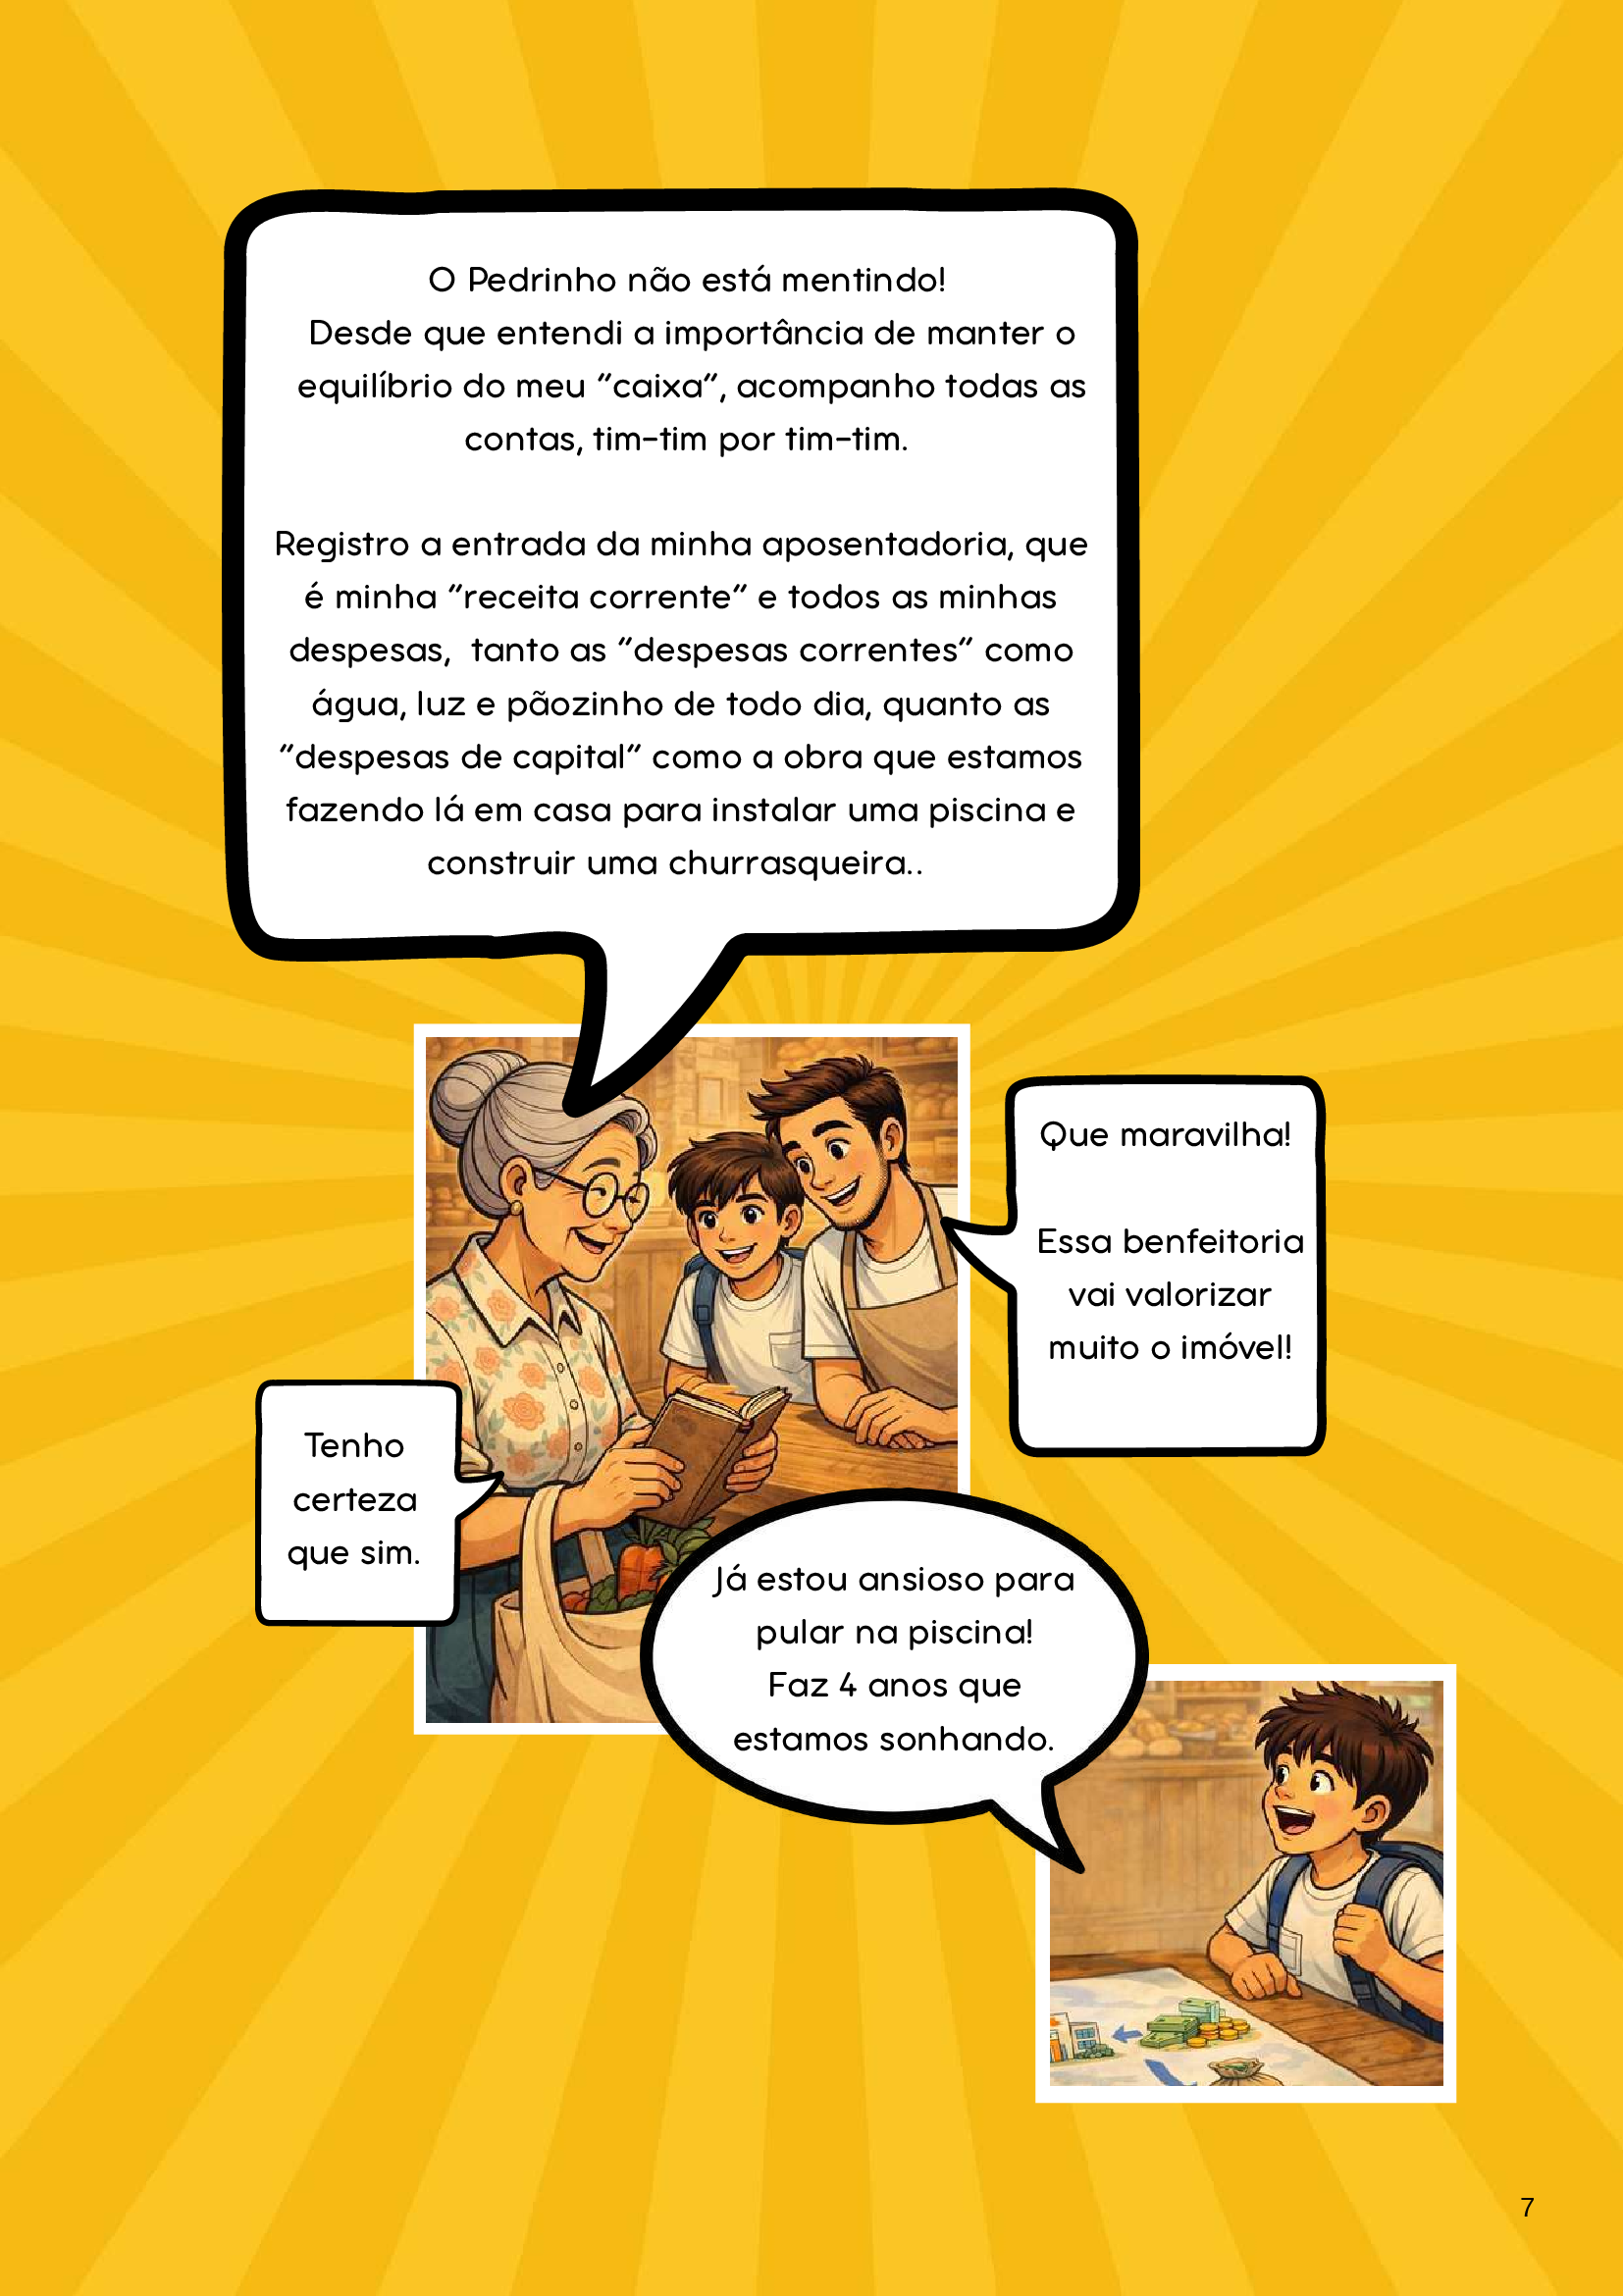 O Pedrinho não está mentindo!
Desde que entendi a importância de manter o
equilíbrio do meu "caixa", acompanho todas as
contas, tim-tim por tim-tim.
Registro a entrada da minha aposentadoria, que
é minha "receita corrente" e todos as minhas
despesas, tanto as "despesas correntes" como
água, luz e pãozinho de todo dia, quanto as
"despesas de capital" como a obra que estamos
fazendo lá em casa para instalar uma piscina e
construir uma churrasqueira..
Que maravilha!
Essa benfeitoria
vai valorizar
muito o imóvel!
Tenho
certeza
que sim.
Já estou ansioso para
pular na piscina!
Faz 4 anos que
estamos sonhando.
7